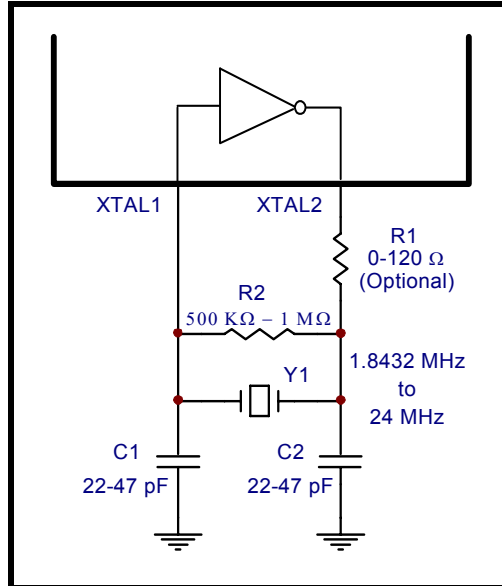 XTAL1
XTAL2
R1
0-120 Ω
(Optional)
R2
500 KΩ – 1 MΩ
Y1
1.8432 MHz
to
24 MHz
C1
22-47 pF
C2
22-47 pF